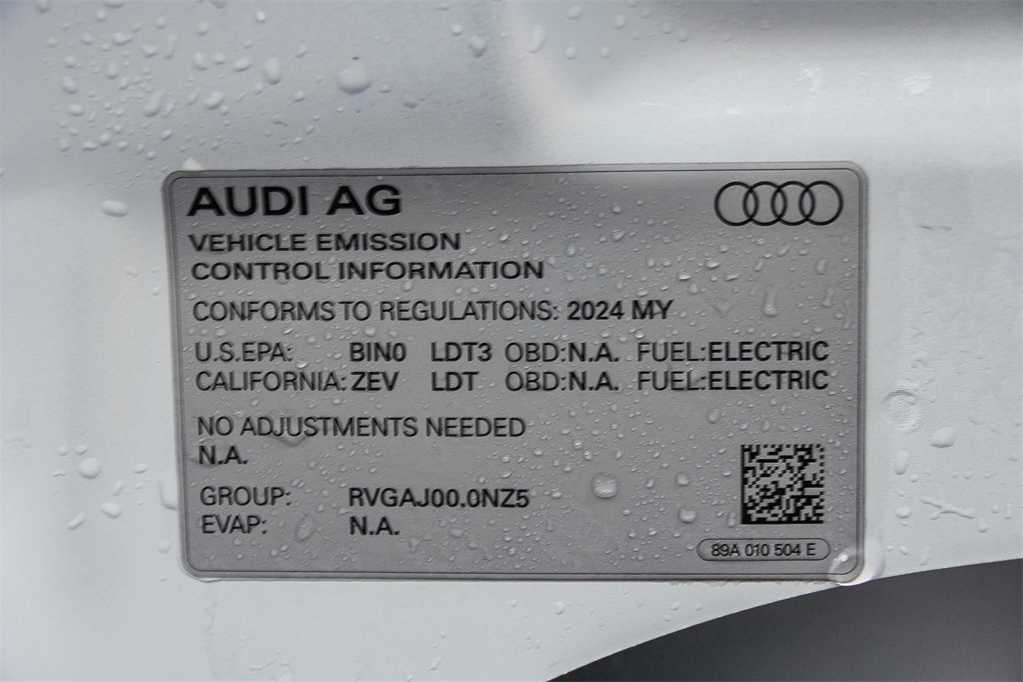 AUDI AG
VEHICLE EMISSION
CONTROL INFORMATION
CONFORMS TO REGULATIONS: 2024 MY
U.S.EPA: BIN0 LDT3 OBD:N.A. FUEL:ELECTRIC
CALIFORNIA: ZEV LDT OBD:N.A. FUEL:ELECTRIC
NO ADJUSTMENTS NEEDED
N.A.
GROUP: RVGAJ00.0NZ5
EVAP: N.A.
89A 010 504 E